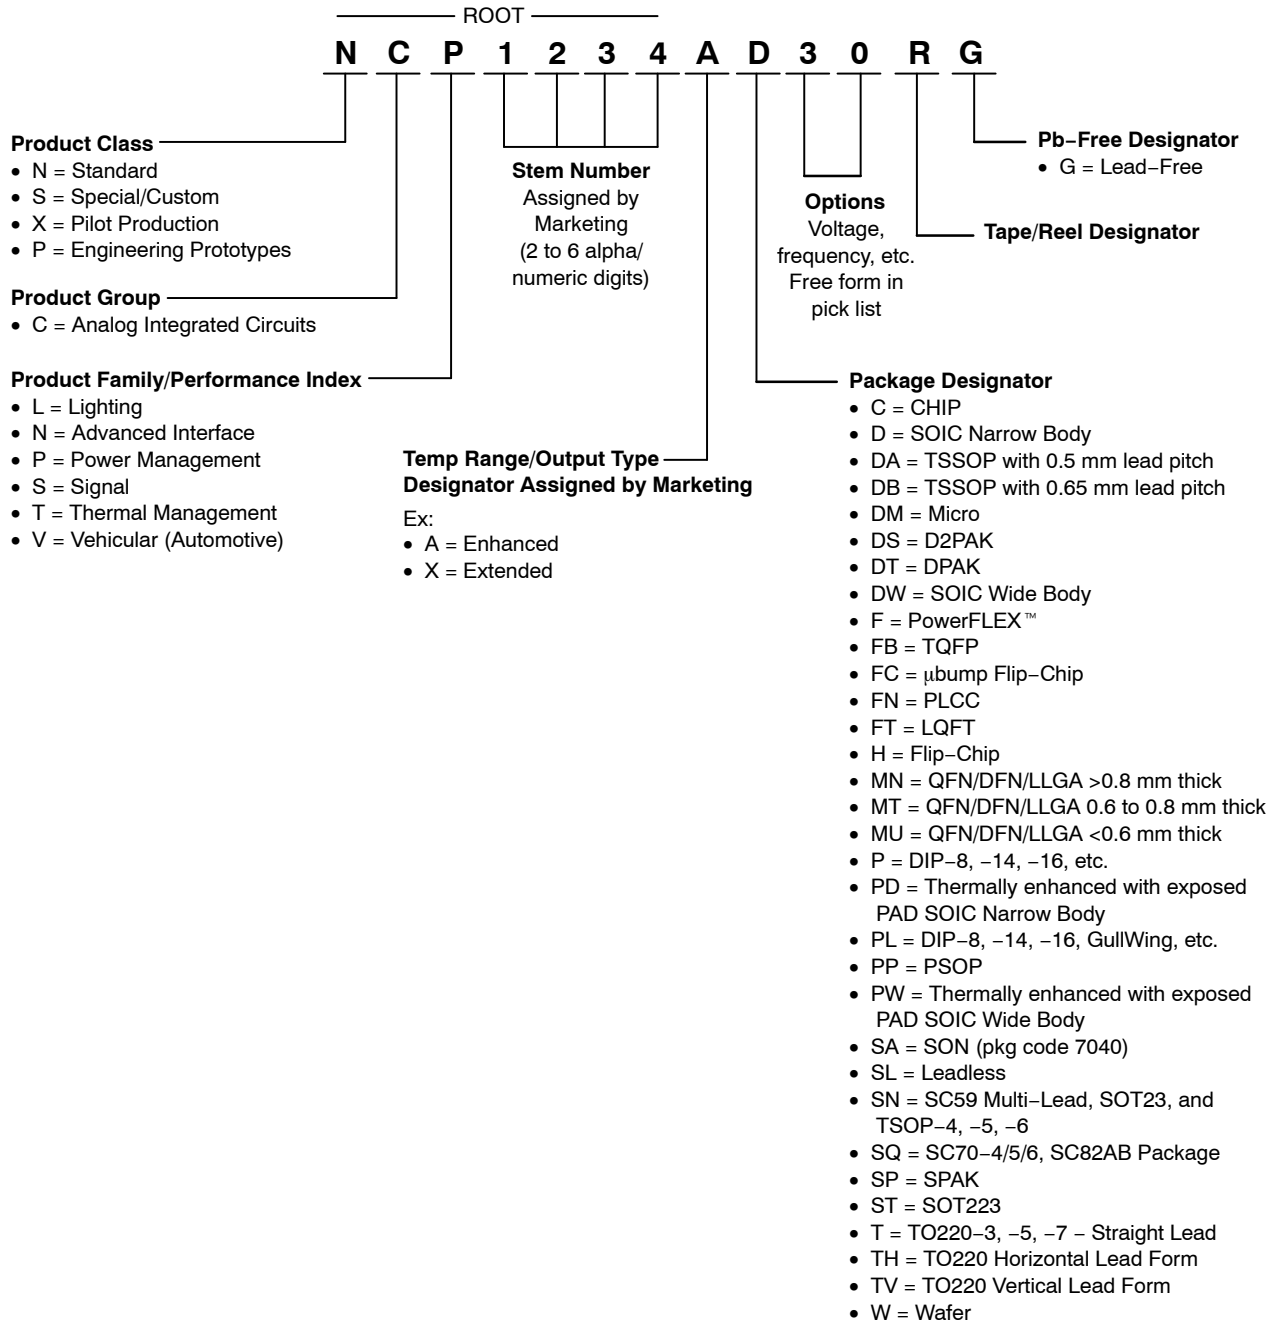 ROOT
N C P 1 2 3 4 A D 3 0 R G
Product Class
• N = Standard
• S = Special/Custom
• X = Pilot Production
• P = Engineering Prototypes
Product Group
• C = Analog Integrated Circuits
Product Family/Performance Index
• L = Lighting
• N = Advanced Interface
• P = Power Management
• S = Signal
• T = Thermal Management
• V = Vehicular (Automotive)
Stem Number
Assigned by
Marketing
(2 to 6 alpha/
numeric digits)
Temp Range/Output Type
Designator Assigned by Marketing
Ex:
• A = Enhanced
• X = Extended
Options
Voltage,
frequency, etc.
Free form in
pick list
Pb−Free Designator
• G = Lead−Free
Tape/Reel Designator
Package Designator
• C = CHIP
• D = SOIC Narrow Body
• DA = TSSOP with 0.5 mm lead pitch
• DB = TSSOP with 0.65 mm lead pitch
• DM = Micro
• DS = D2PAK
• DT = DPAK
• DW = SOIC Wide Body
• F = PowerFLEX™
• FB = TQFP
• FC = μbump Flip−Chip
• FN = PLCC
• FT = LQFT
• H = Flip−Chip
• MN = QFN/DFN/LLGA >0.8 mm thick
• MT = QFN/DFN/LLGA 0.6 to 0.8 mm thick
• MU = QFN/DFN/LLGA <0.6 mm thick
• P = DIP−8, −14, −16, etc.
• PD = Thermally enhanced with exposed
PAD SOIC Narrow Body
• PL = DIP−8, −14, −16, GullWing, etc.
• PP = PSOP
• PW = Thermally enhanced with exposed
PAD SOIC Wide Body
• SA = SON (pkg code 7040)
• SL = Leadless
• SN = SC59 Multi−Lead, SOT23, and
TSOP−4, −5, −6
• SQ = SC70−4/5/6, SC82AB Package
• SP = SPAK
• ST = SOT223
• T = TO220−3, −5, −7 − Straight Lead
• TH = TO220 Horizontal Lead Form
• TV = TO220 Vertical Lead Form
• W = Wafer